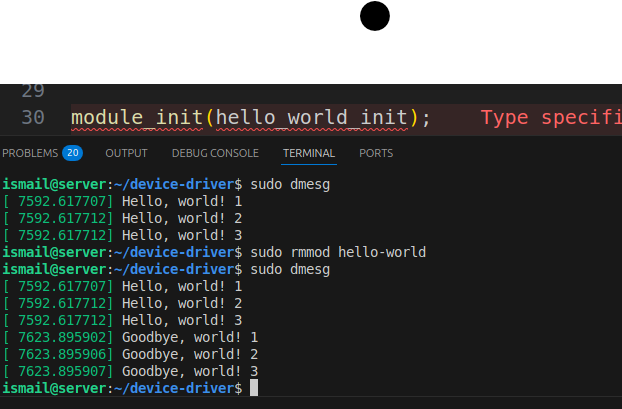 29
30 module_init(hello_world_init); Type specifi
PROBLEMS 20 OUTPUT DEBUG CONSOLE TERMINAL PORTS
ismail@server:~/device-driver$ sudo dmesg
[ 7592.617707] Hello, world! 1
[ 7592.617712] Hello, world! 2
[ 7592.617712] Hello, world! 3
ismail@server:~/device-driver$ sudo rmmod hello-world
ismail@server:~/device-driver$ sudo dmesg
[ 7592.617707] Hello, world! 1
[ 7592.617712] Hello, world! 2
[ 7592.617712] Hello, world! 3
[ 7623.895902] Goodbye, world! 1
[ 7623.895906] Goodbye, world! 2
[ 7623.895907] Goodbye, world! 3
ismail@server:~/device-driver$